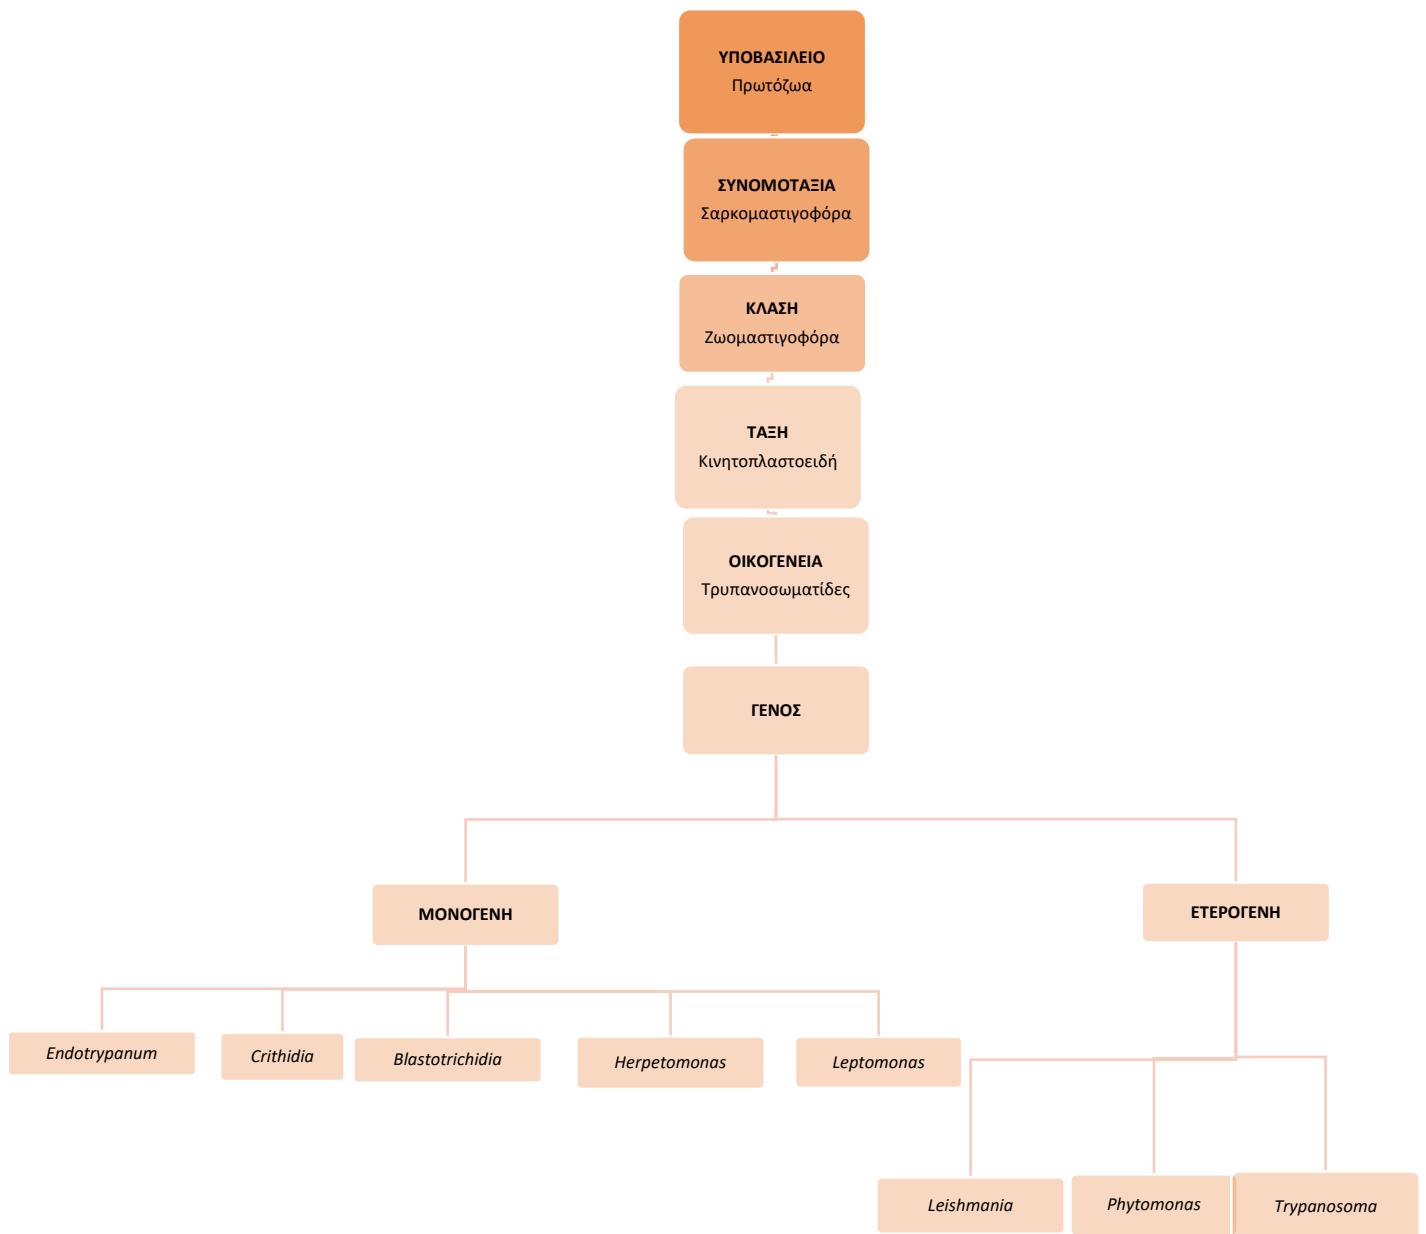 ΥΠΟΒΑΣΙΛΕΙΟ
Πρωτόζωα
ΣΥΝΟΜΟΤΑΞΙΑ
Σαρκομαστιγοφόρα
ΚΛΑΣΗ
Ζωομαστιγοφόρα
ΤΑΞΗ
Κινητοπλαστοειδή
ΟΙΚΟΓΕΝΕΙΑ
Τρυπανοσωματίδες
ΓΕΝΟΣ
ΜΟΝΟΓΕΝΗ
ΕΤΕΡΟΓΕΝΗ
Endotrypanum
Crithidia
Blastotrichidia
Herpetomonas
Leptomonas
Leishmania
Phytomonas
Trypanosoma